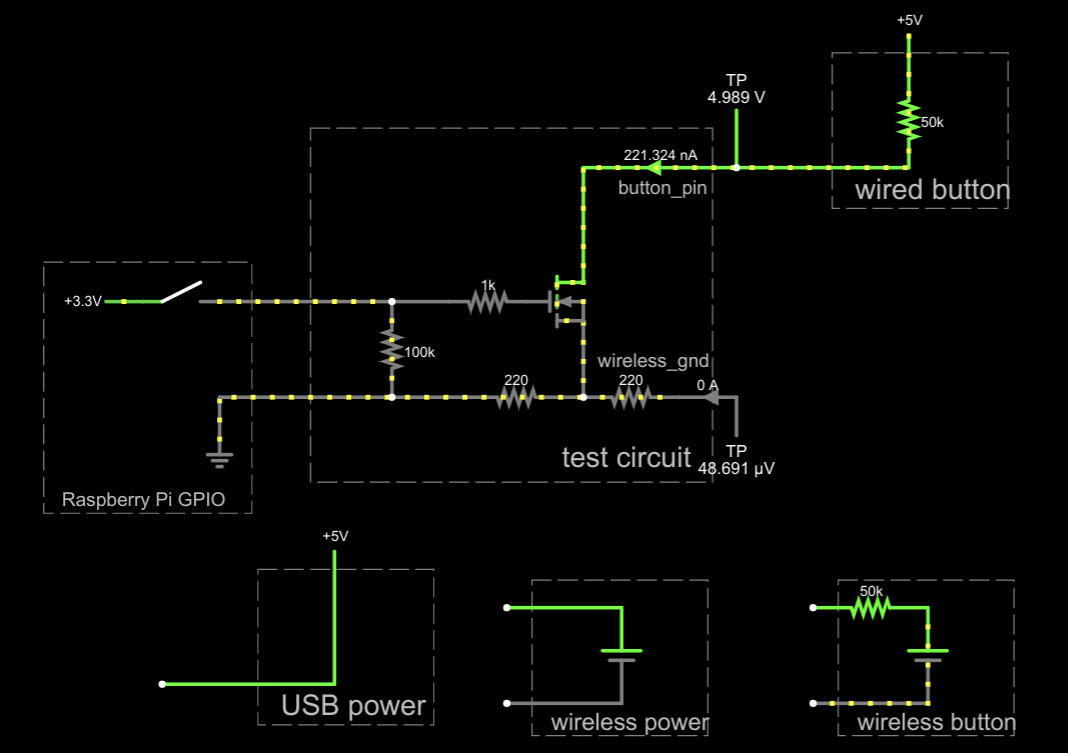 +5V
TP
4.989 V
50k
221.324 nA
button_pin
wired button
+3.3V
1k
100k
wireless_gnd
220
220
0 A
test circuit
TP
48.691 μV
Raspberry Pi GPIO
+5V
USB power
wireless power
50k
wireless button